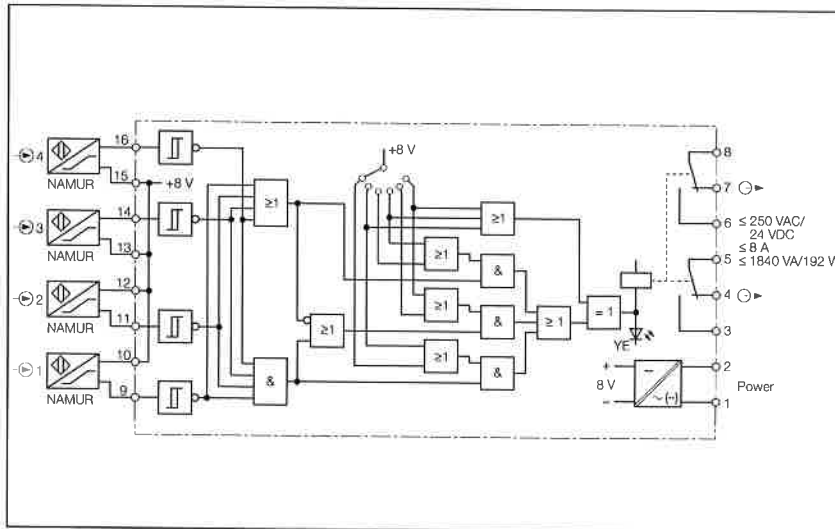 4
NAMUR
16
15
+8 V
3
NAMUR
14
13
2
NAMUR
12
11
1
NAMUR
10
9
≥1
&
≥1
+8 V
≥1
≥1
≥1
≥1
&
&
&
≥ 1
= 1
YE
8
7
6
≤ 250 VAC/
24 VDC
≤ 8 A
≤ 1840 VA/192 W
5
4
3
+
8 V
–
–
~(···)
2
Power
1